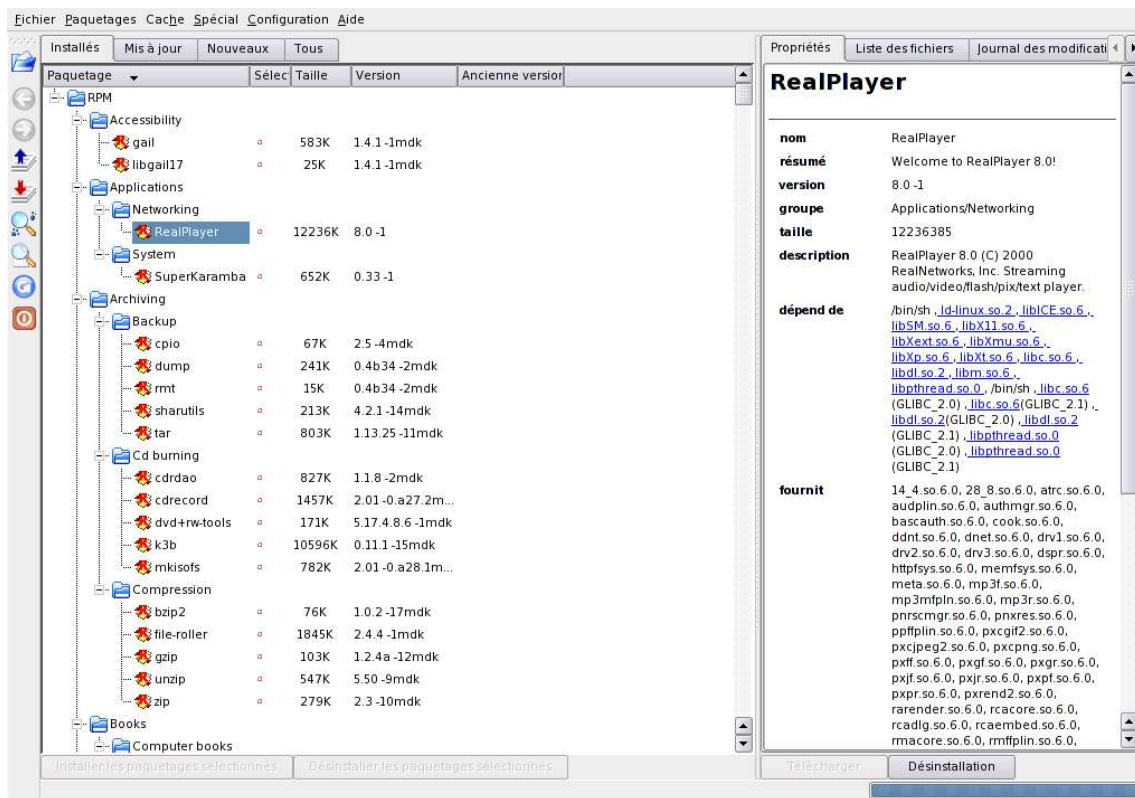 Fichier Paquetages Cache Spécial Configuration Aide
Installés Mis à jour Nouveaux Tous
Paquetage Sélec Taille Version Ancienne version
RPM
Accessibility
gail 583K 1.4.1 -1mdk
libgail17 25K 1.4.1 -1mdk
Applications
Networking
RealPlayer 12236K 8.0 -1
System
SuperKaramba 652K 0.33 -1
Archiving
Backup
cpio 67K 2.5 -4mdk
dump 241K 0.4b34 -2mdk
rmt 15K 0.4b34 -2mdk
sharutils 213K 4.2.1 -14mdk
tar 803K 1.13.25 -11mdk
Cd burning
cdrdao 827K 1.1.8 -2mdk
cdrecord 1457K 2.01 -0.a27.2m...
dvd+rw-tools 171K 5.17.4.8.6 -1mdk
k3b 10596K 0.11.1 -15mdk
mkisofs 782K 2.01 -0.a28.1m...
Compression
bzip2 76K 1.0.2 -17mdk
file-roller 1845K 2.4.4 -1mdk
gzip 103K 1.2.4a -12mdk
unzip 547K 5.50 -9mdk
zip 279K 2.3 -10mdk
Books
Computer books
Installer les paquetages sélectionnés Désinstaller les paquetages sélectionnés
Propriétés Liste des fichiers Journal des modificati
RealPlayer
nom RealPlayer
résumé Welcome to RealPlayer 8.0!
version 8.0 -1
groupe Applications/Networking
taille 12236385
description RealPlayer 8.0 (C) 2000
RealNetworks, Inc. Streaming
audio/video/flash/pix/text player.
dépend de /bin/sh , ld-linux.so.2 , libICE.so.6 ,
libSM.so.6 , libX11.so.6 ,
libXext.so.6 , libXmu.so.6 ,
libXp.so.6 , libXt.so.6 , libc.so.6 ,
libdl.so.2 , libm.so.6 ,
libpthread.so.0 , /bin/sh , libc.so.6
(GLIBC_2.0) , libc.so.6(GLIBC_2.1) ,
libdl.so.2(GLIBC_2.0) , libdl.so.2
(GLIBC_2.1) , libpthread.so.0
(GLIBC_2.0) , libpthread.so.0
(GLIBC_2.1)
fournit 14_4.so.6.0, 28_8.so.6.0, atrc.so.6.0,
audplin.so.6.0, authmgr.so.6.0,
bascauth.so.6.0, cook.so.6.0,
ddnt.so.6.0, dnet.so.6.0, drv1.so.6.0,
drv2.so.6.0, drv3.so.6.0, dspr.so.6.0,
httpfsys.so.6.0, memfsys.so.6.0,
meta.so.6.0, mp3f.so.6.0,
mp3mfpln.so.6.0, mp3r.so.6.0,
pnrscmgr.so.6.0, pnxres.so.6.0,
ppffplin.so.6.0, pxcgif2.so.6.0,
pxcjpeg2.so.6.0, pxcpng.so.6.0,
pxff.so.6.0, pxgf.so.6.0, pxgr.so.6.0,
pxjf.so.6.0, pxjr.so.6.0, pxpf.so.6.0,
pxpr.so.6.0, pxrend2.so.6.0,
rarender.so.6.0, rcacore.so.6.0,
rcadlg.so.6.0, rcaembed.so.6.0,
rmacore.so.6.0, rmffplin.so.6.0,
Télécharger Désinstallation